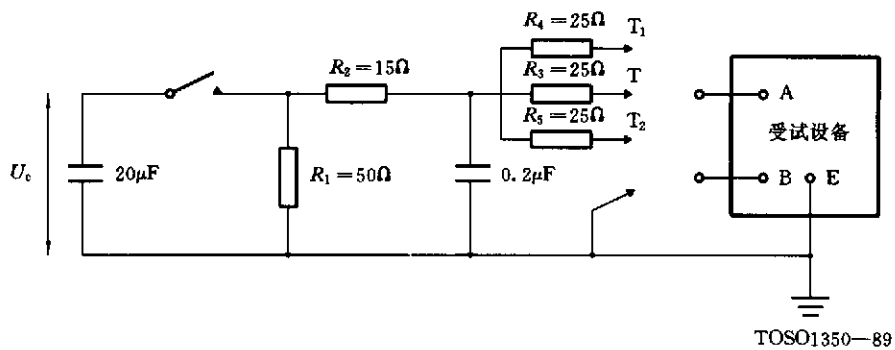 R₄=25Ω T₁
R₂=15Ω R₃=25Ω T
R₅=25Ω T₂
A
受试设备
U_c 20μF R₁=50Ω 0.2μF
B E
TOSO1350—89